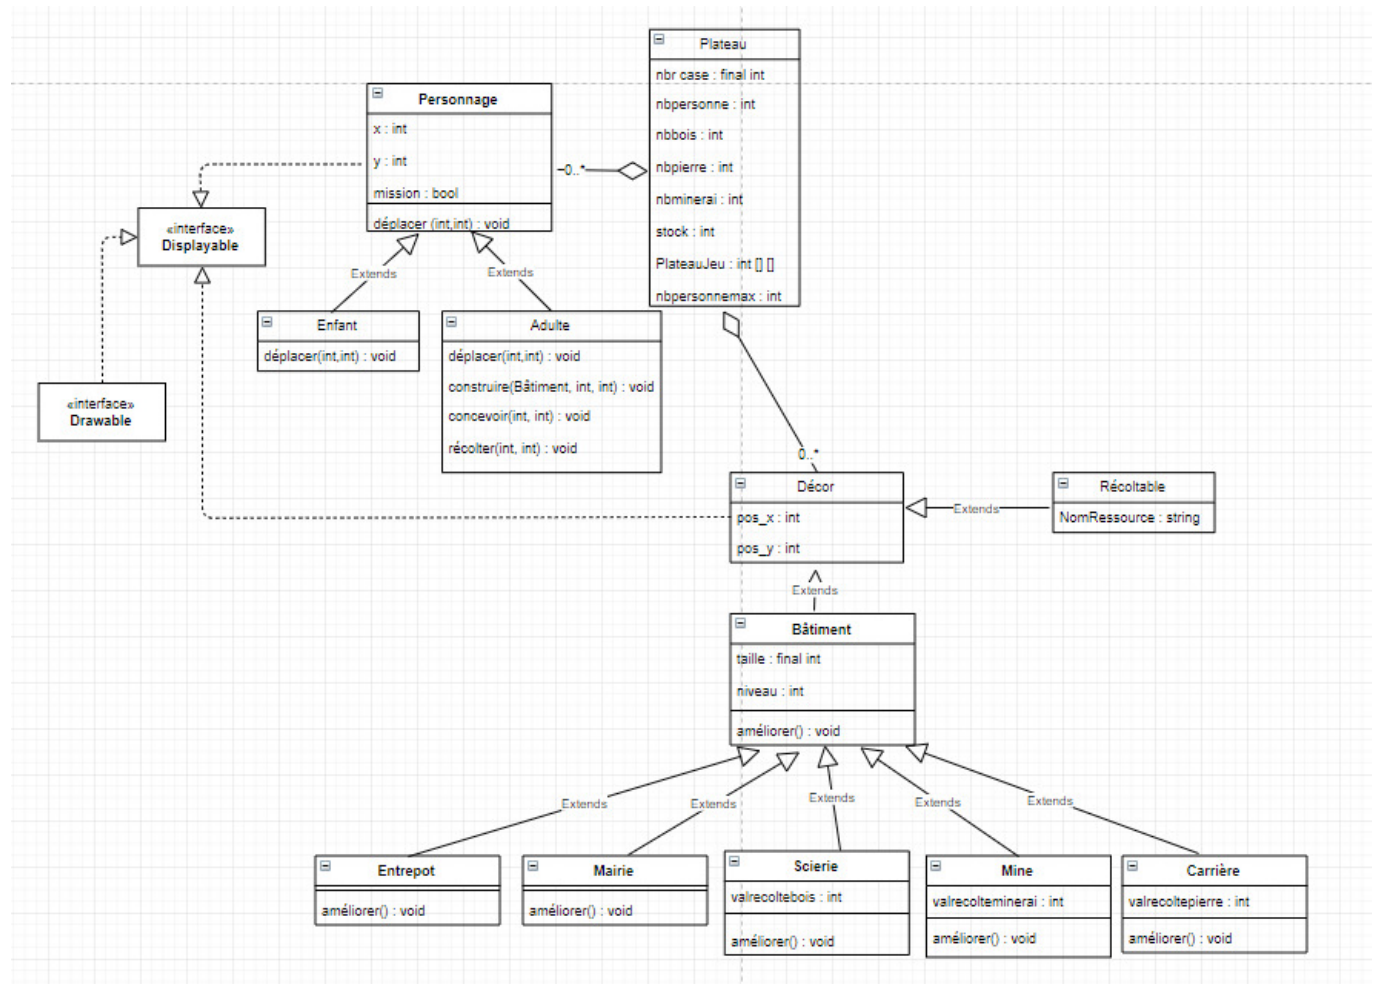 Plateau
nbr case : final int
nbpersonne : int
nbbois : int
nbpierre : int
nbminerai : int
stock : int
PlateauJeu : int [] []
nbpersonnemax : int
Personnage
x : int
y : int
mission : bool
déplacer (int,int) : void
0..*
«interface»
Displayable
Extends
Extends
Enfant
déplacer(int,int) : void
Adulte
déplacer(int,int) : void
construire(Bâtiment, int, int) : void
concevoir(int, int) : void
récolter(int, int) : void
«interface»
Drawable
0..*
Décor
pos_x : int
pos_y : int
Extends
Récoltable
NomRessource : string
Extends
Bâtiment
taille : final int
niveau : int
améliorer() : void
Extends
Extends
Extends
Extends
Extends
Entrepot
améliorer() : void
Mairie
améliorer() : void
Scierie
valrecoltebois : int
améliorer() : void
Mine
valrecolteminerai : int
améliorer() : void
Carrière
valrecoltepierre : int
améliorer() : void